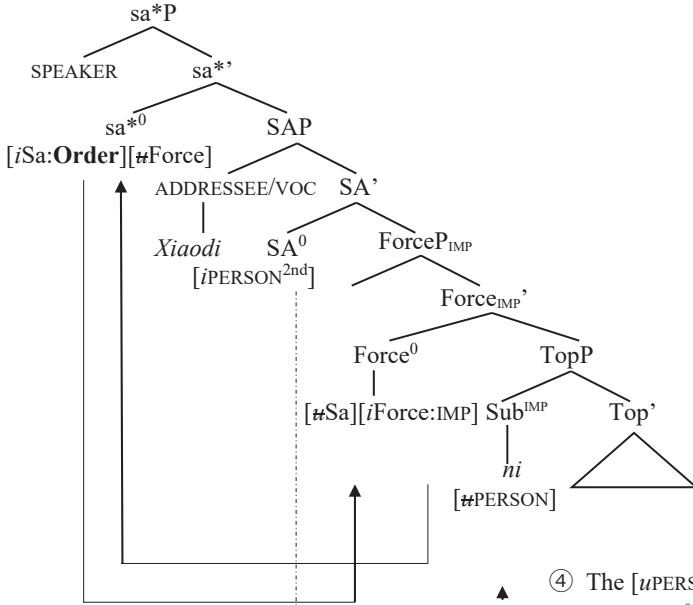 sa*P
SPEAKER sa*’
sa*⁰ SAP
[iSa:Order][uForce] ADDRESSEE/VOC SA’
Xiaodi SA⁰ ForcePIMP
[iPERSON²ⁿᵈ]
ForceIMP’
Force⁰ TopP
[uSa][iForce:IMP] Subᴵᴹᴾ Top’
ni
[uPERSON]
④ The [uPERS